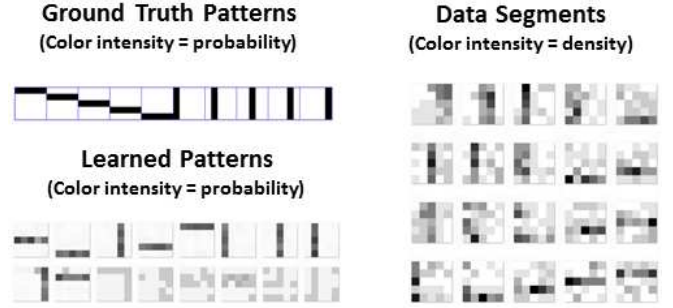 Ground Truth Patterns
(Color intensity = probability)
Learned Patterns
(Color intensity = probability)
Data Segments
(Color intensity = density)